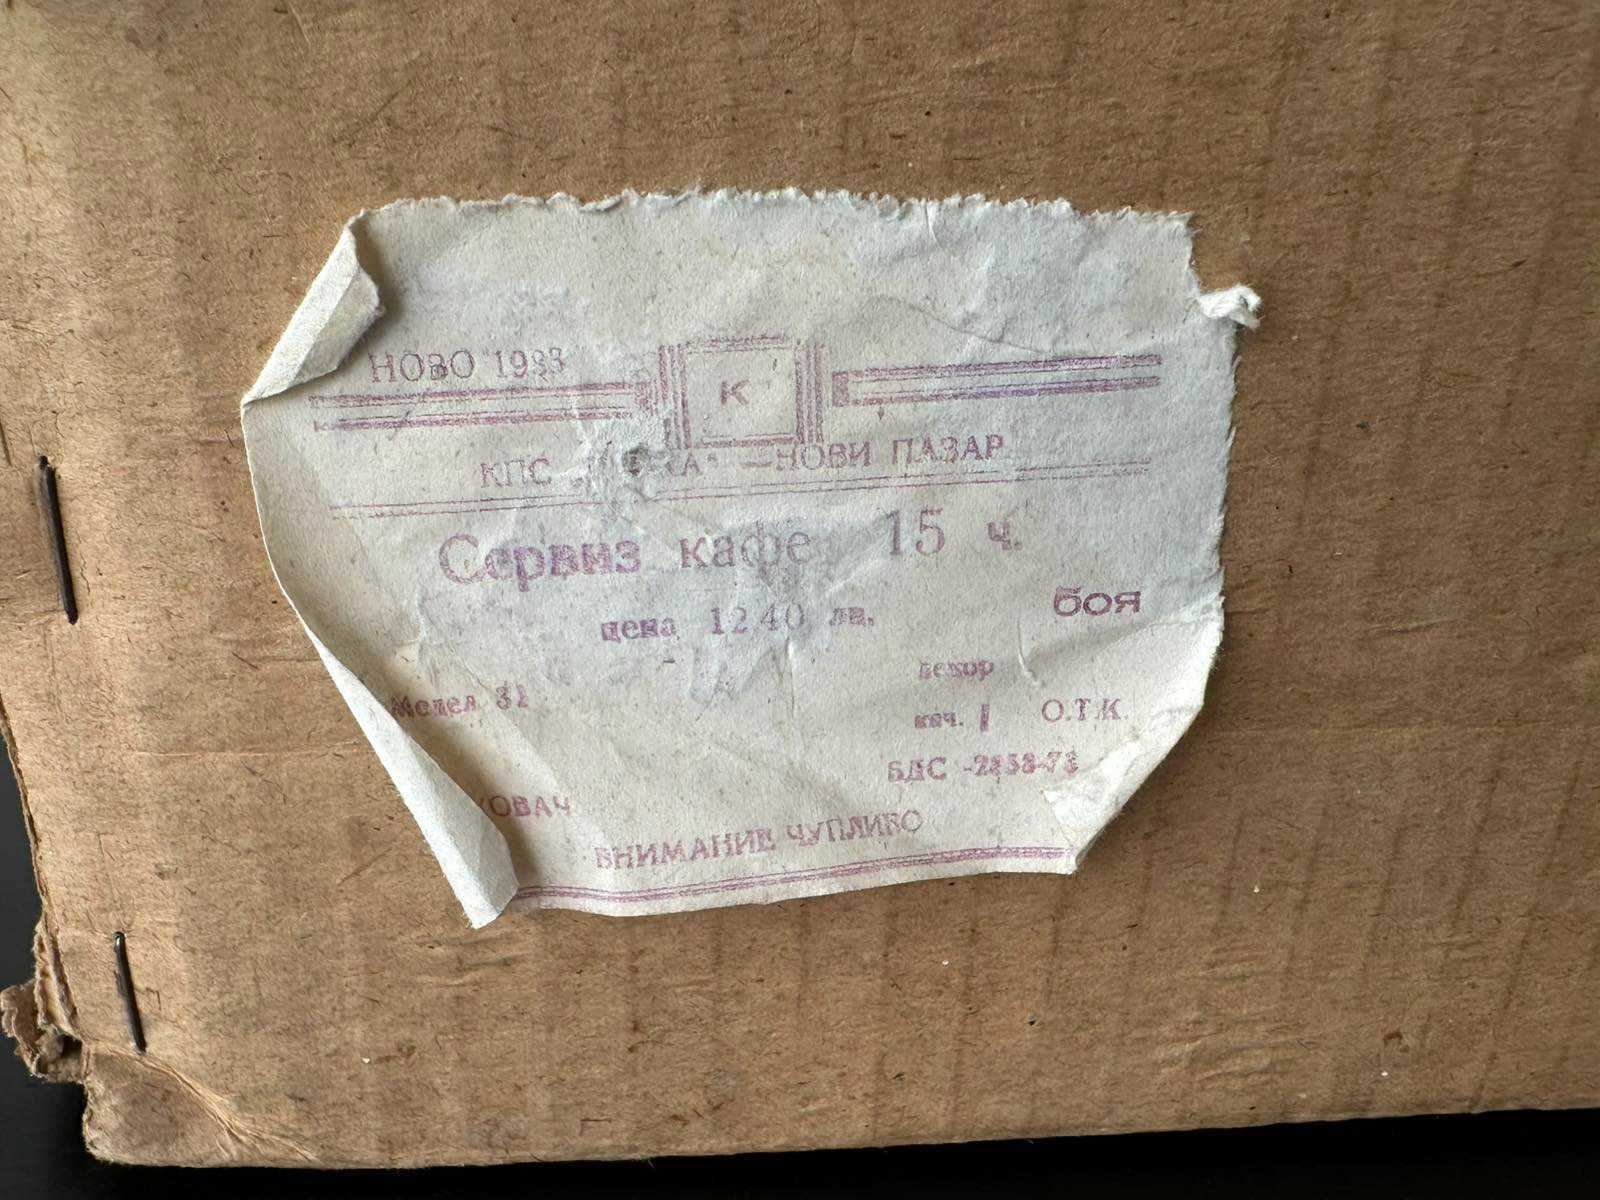 НОВО 1983
К
КПС — НОВИ ПАЗАР
Сервиз кафе 15 ч.
цена 12.40 лв.
боя
декор
Модел 31
кач. I О.Т.К.
БДС
ОВАЧ
ВНИМАНИЕ ЧУПЛИВО